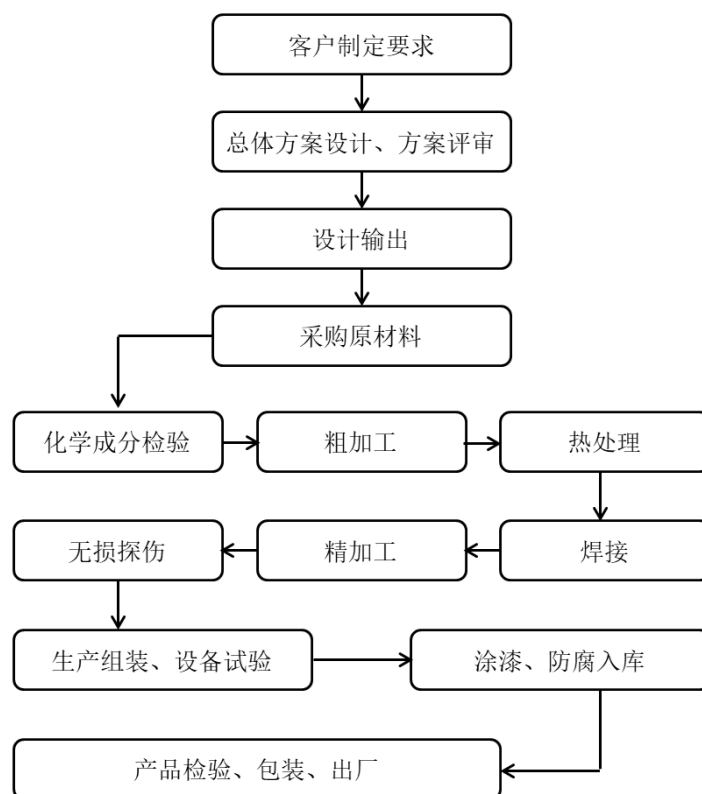 客户制定要求
总体方案设计、方案评审
设计输出
采购原材料
化学成分检验
粗加工
热处理
焊接
精加工
无损探伤
生产组装、设备试验
涂漆、防腐入库
产品检验、包装、出厂